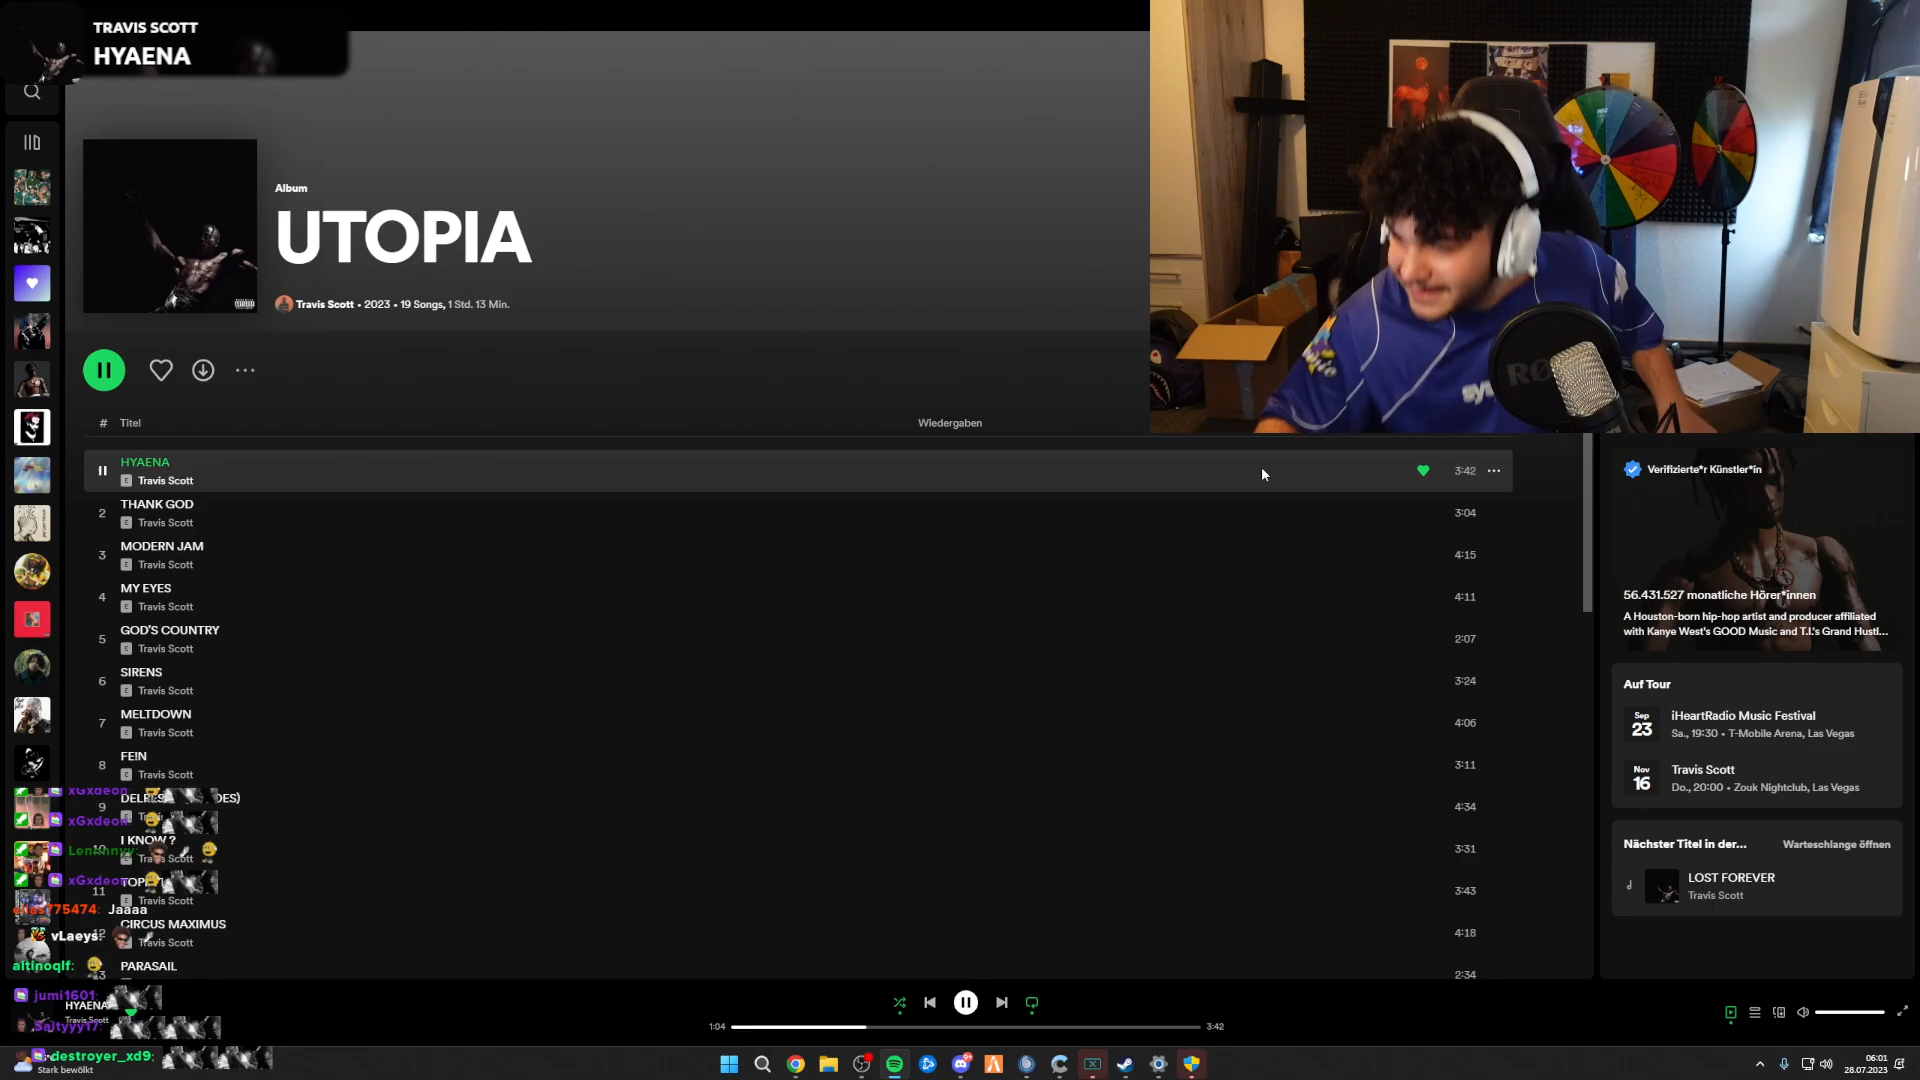 TRAVIS SCOTT
HYAENA
Album
UTOPIA
Travis Scott • 2023 • 19 Songs, 1 Std. 13 Min.
# Titel Wiedergaben
HYAENA
E Travis Scott
3:42
2 THANK GOD
E Travis Scott
3:04
3 MODERN JAM
E Travis Scott
4:15
4 MY EYES
E Travis Scott
4:11
5 GOD'S COUNTRY
E Travis Scott
2:07
6 SIRENS
E Travis Scott
3:24
7 MELTDOWN
E Travis Scott
4:06
8 FE!N
E Travis Scott
3:11
9
4:34
10 I KNOW ?
Scott
3:31
11
Travis Scott
3:43
12 CIRCUS MAXIMUS
Travis Scott
4:18
PARASAIL
2:34
xGxdeon:
xGxdeon:
xGxdeon:
Jaaaa
vLaeys:
altinoqlf:
jumi1601:
HYAENA
Travis Scott
Saltyyy17:
destroyer_xd9:
Stark bewölkt
1:04
3:42
RØ
Verifizierte*r Künstler*in
56.431.527 monatliche Hörer*innen
A Houston-born hip-hop artist and producer affiliated
with Kanye West's GOOD Music and T.I.'s Grand Hustl...
Auf Tour
Sep
23
iHeartRadio Music Festival
Sa., 19:30 • T-Mobile Arena, Las Vegas
Nov
16
Travis Scott
Do., 20:00 • Zouk Nightclub, Las Vegas
Nächster Titel in der... Warteschlange öffnen
LOST FOREVER
Travis Scott
06:01
28.07.2023